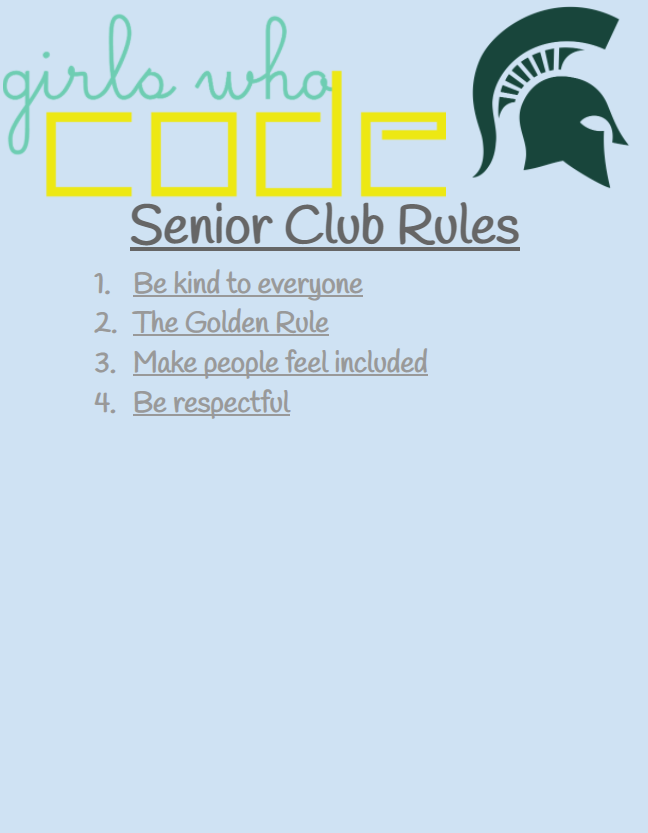 girls who
code
Senior Club Rules
1. Be kind to everyone
2. The Golden Rule
3. Make people feel included
4. Be respectful